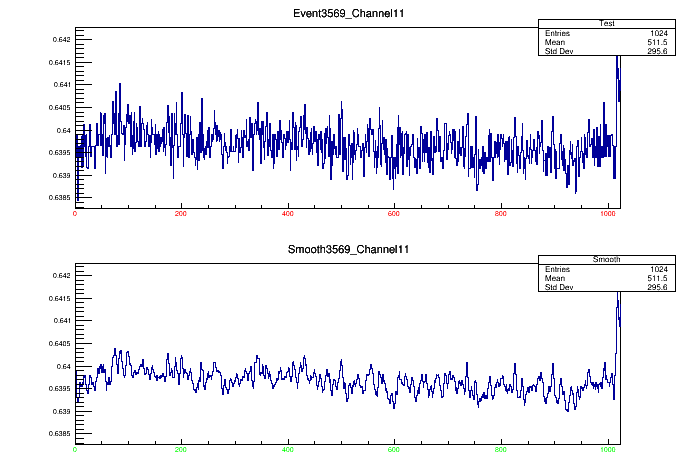 Event3569_Channel11
Test
Entries 1024
Mean 511.5
Std Dev 295.6
0.642
0.6415
0.641
0.6405
0.64
0.6395
0.639
0.6385
0 200 400 600 800 1000
Smooth3569_Channel11
Smooth
Entries 1024
Mean 511.5
Std Dev 295.6
0.642
0.6415
0.641
0.6405
0.64
0.6395
0.639
0.6385
0 200 400 600 800 1000